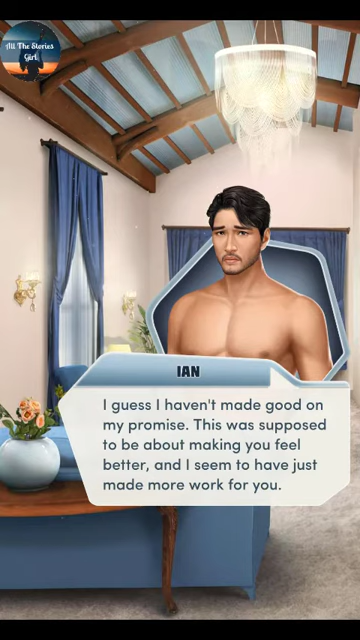 All The Stories
Girl
IAN
I guess I haven't made good on
my promise. This was supposed
to be about making you feel
better, and I seem to have just
made more work for you.